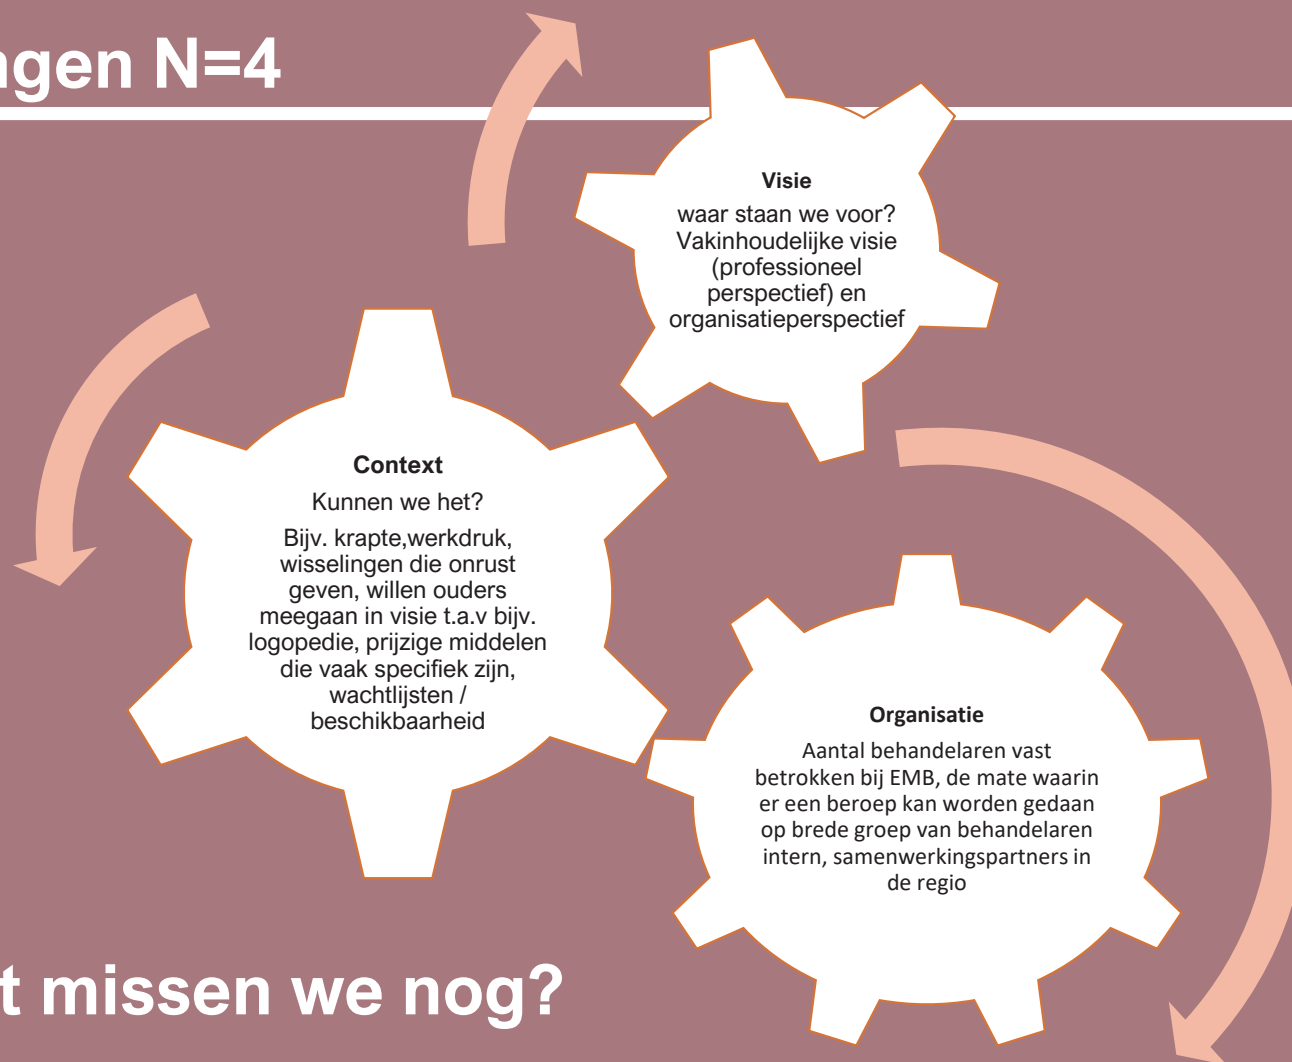 ngen N=4
Visie
waar staan we voor?
Vakinhoudelijke visie
(professioneel
perspectief) en
organisatieperspectief
Context
Kunnen we het?
Bijv. krapte,werkdruk,
wisselingen die onrust
geven, willen ouders
meegaan in visie t.a.v bijv.
logopedie, prijzige middelen
die vaak specifiek zijn,
wachtlijsten /
beschikbaarheid
Organisatie
Aantal behandelaren vast
betrokken bij EMB, de mate waarin
er een beroep kan worden gedaan
op brede groep van behandelaren
intern, samenwerkingspartners in
de regio
t missen we nog?